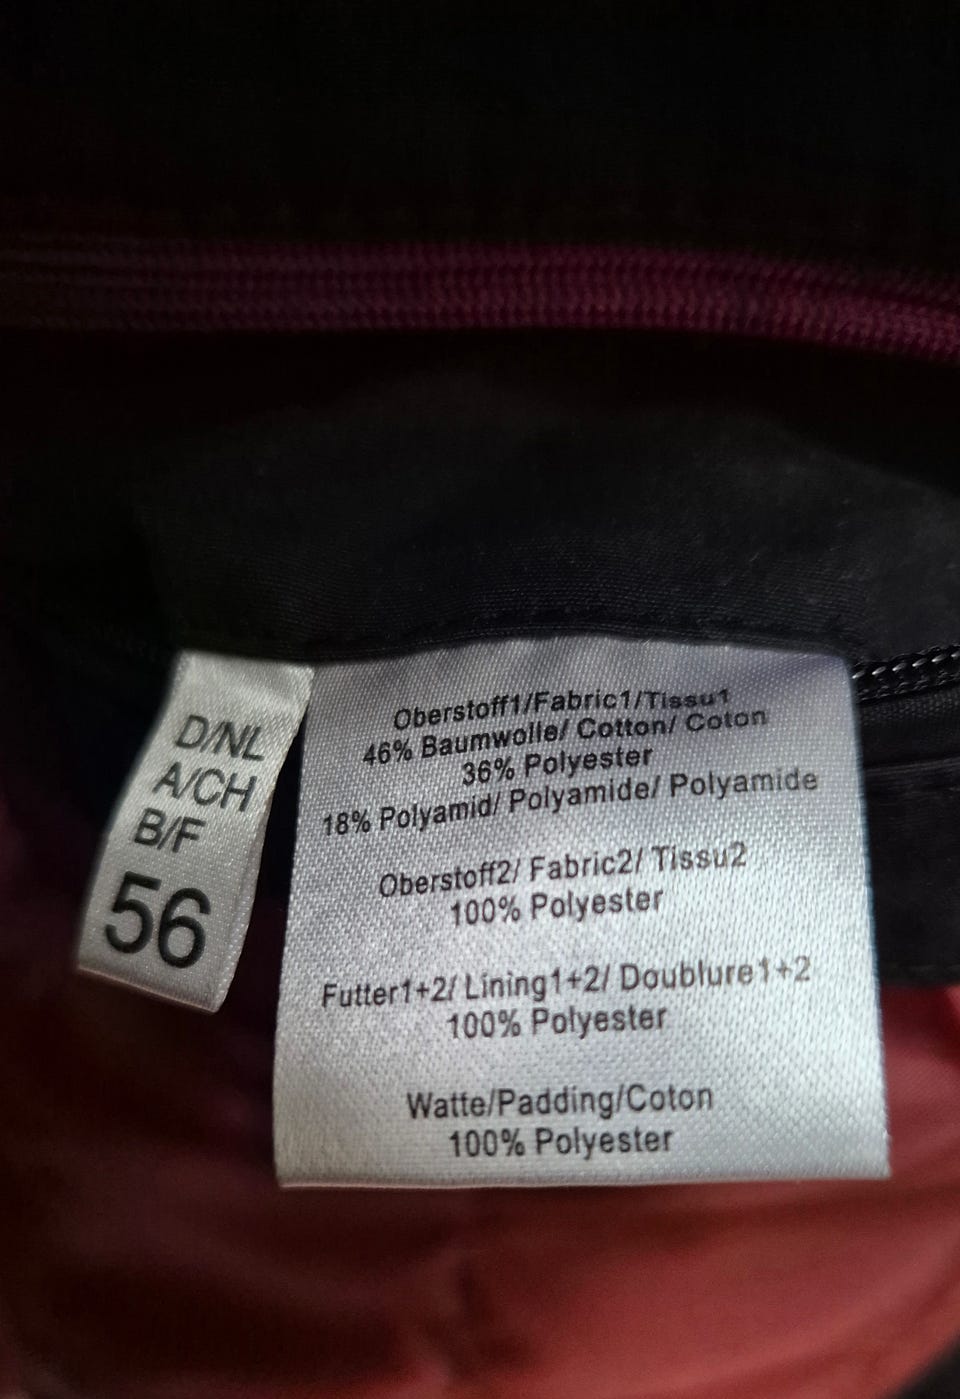 D/NL
A/CH
B/F
56
Oberstoff1/Fabric1/Tissu1
46% Baumwolle/ Cotton/ Coton
36% Polyester
18% Polyamid/ Polyamide/ Polyamide
Oberstoff2/ Fabric2/ Tissu2
100% Polyester
Futter1+2/ Lining1+2/ Doublure1+2
100% Polyester
Watte/Padding/Coton
100% Polyester